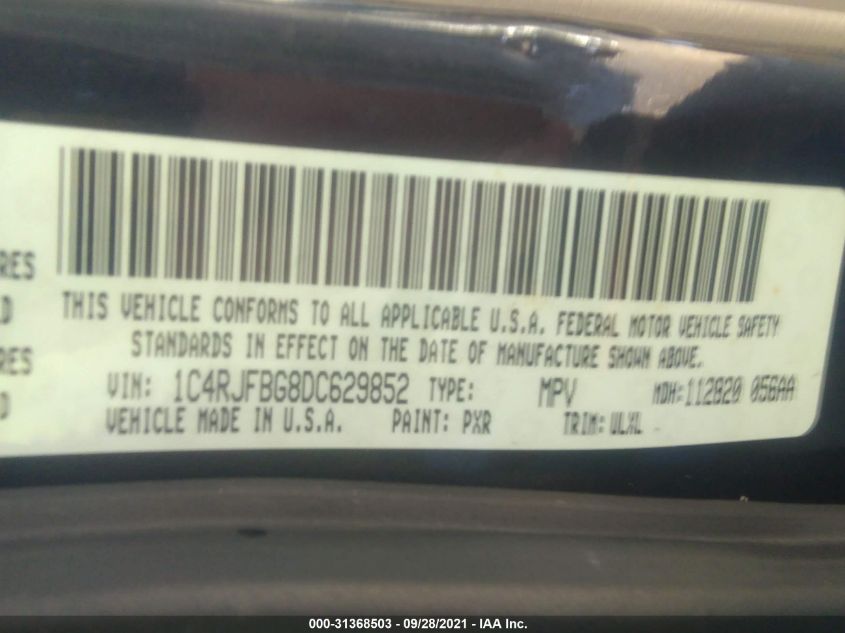 RES
D
RES
D
THIS VEHICLE CONFORMS TO ALL APPLICABLE U.S.A. FEDERAL MOTOR VEHICLE SAFETY
STANDARDS IN EFFECT ON THE DATE OF MANUFACTURE SHOWN ABOVE.
VIN: 1C4RJFBG8DC629852 TYPE: MPV MDH: 112820 056AA
VEHICLE MADE IN U.S.A. PAINT: PXR TRIM: ULXL
000-31368503 - 09/28/2021 - IAA Inc.